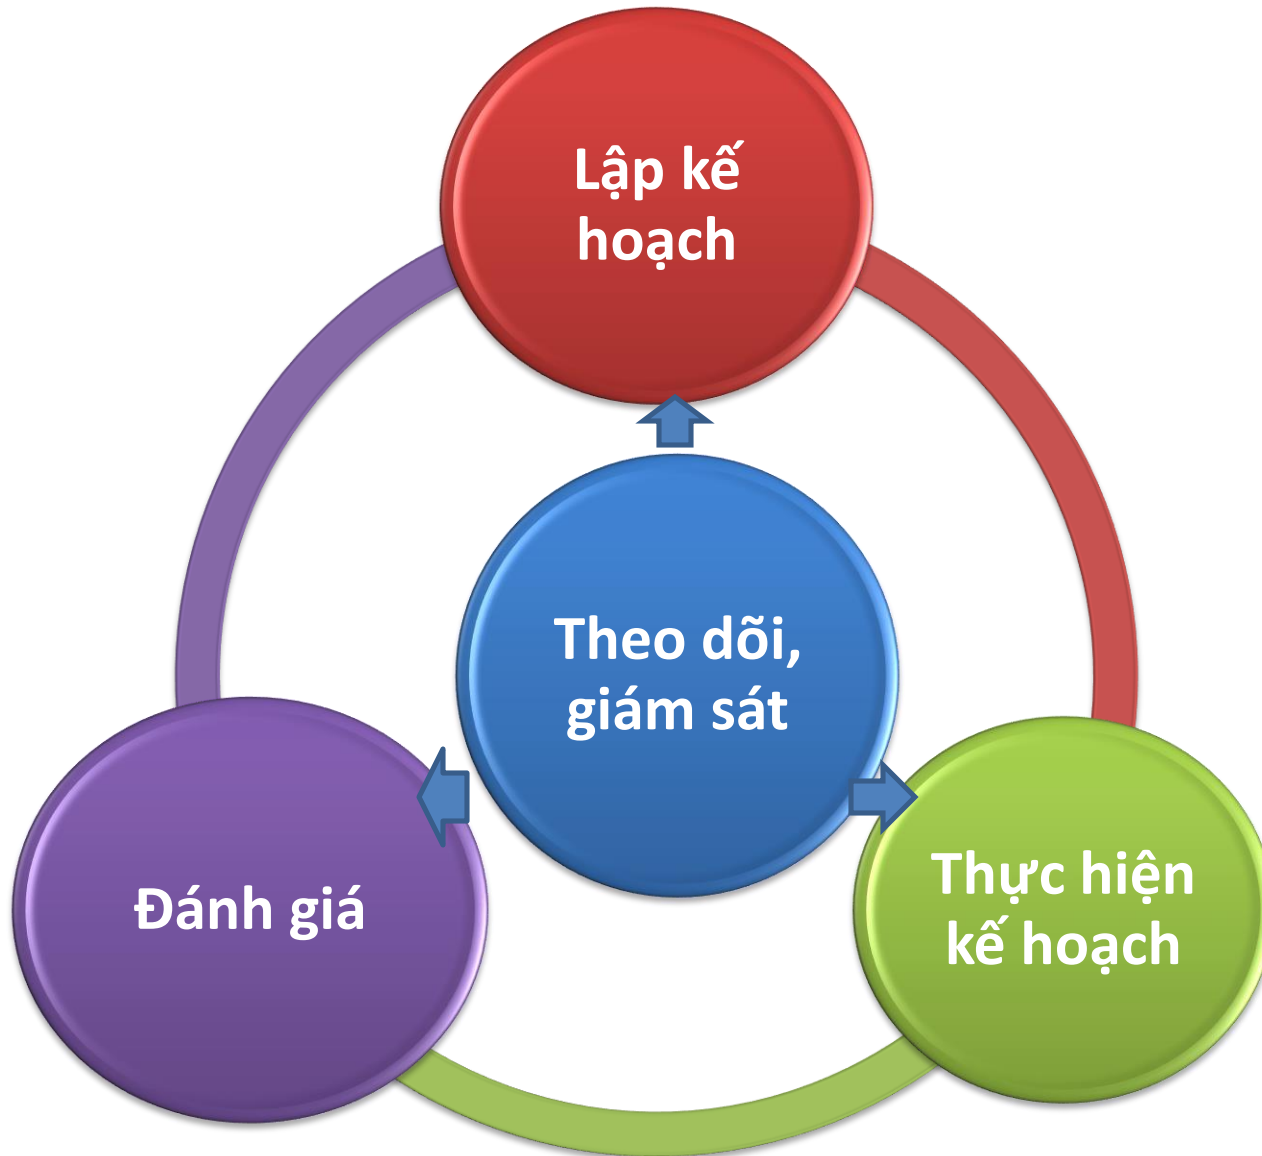 Lập kế
hoạch
Theo dõi,
giám sát
Đánh giá
Thực hiện
kế hoạch